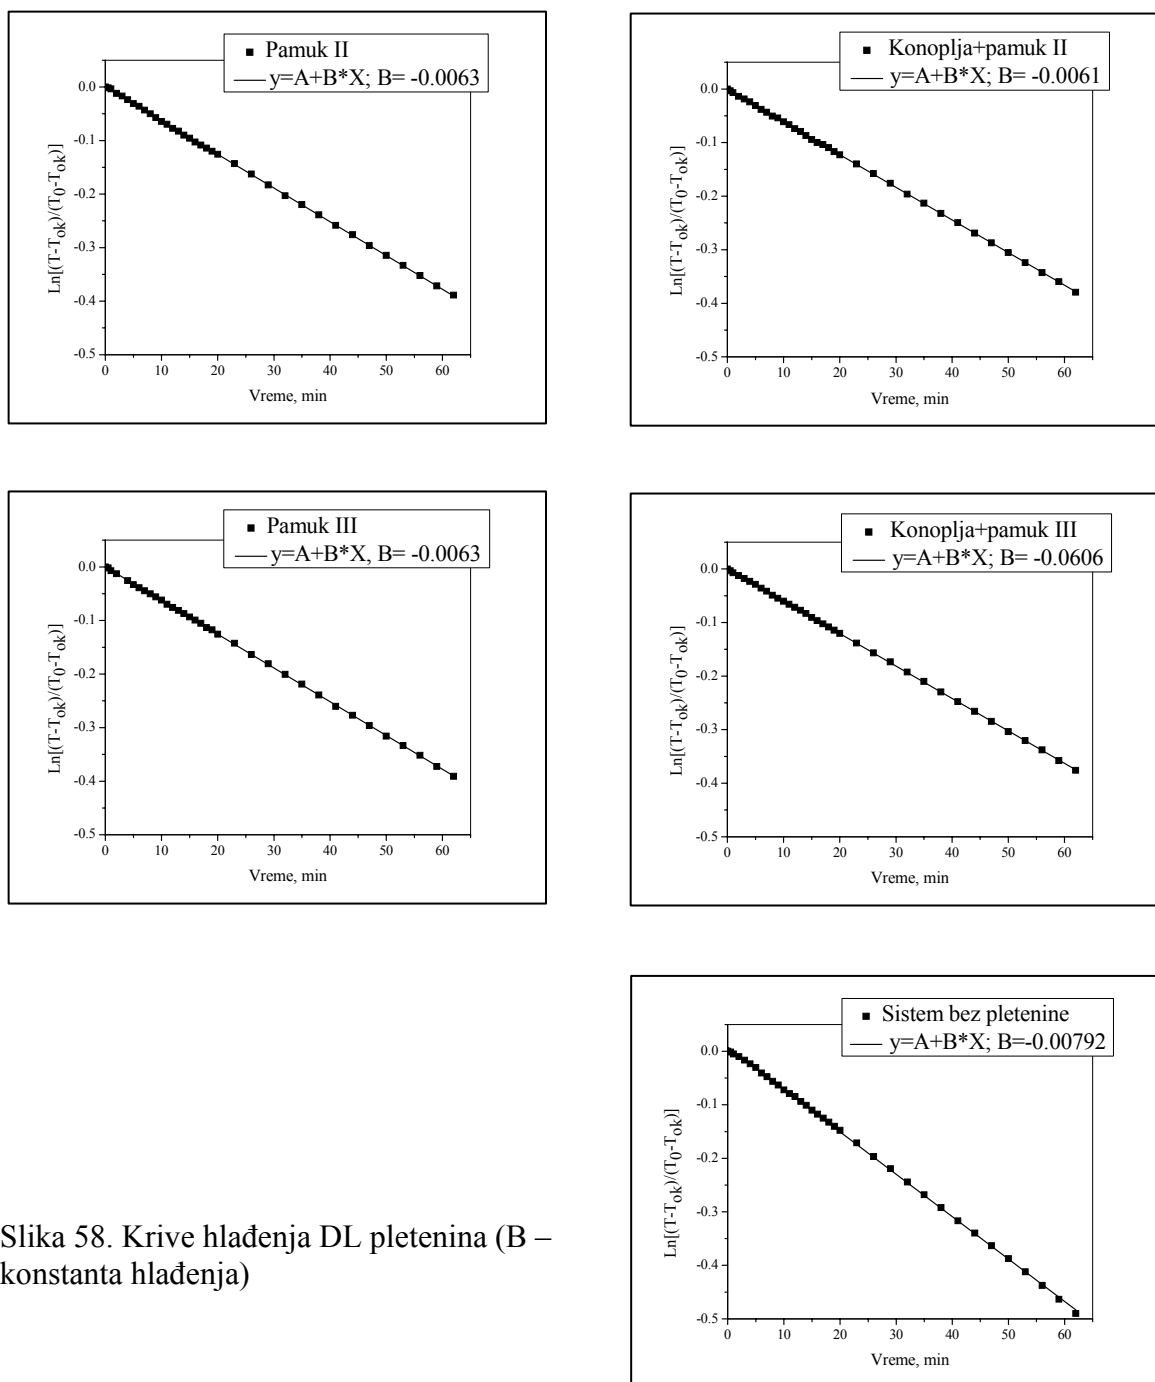 Pamuk II
y=A+B*X; B= -0.0063
0.0
-0.1
-0.2
-0.3
-0.4
-0.5
Ln[(T-Tok)/(T0-Tok)]
0 10 20 30 40 50 60
Vreme, min
Konoplja+pamuk II
y=A+B*X; B= -0.0061
0.0
-0.1
-0.2
-0.3
-0.4
-0.5
Ln[(T-Tok)/(T0-Tok)]
0 10 20 30 40 50 60
Vreme, min
Pamuk III
y=A+B*X, B= -0.0063
0.0
-0.1
-0.2
-0.3
-0.4
-0.5
Ln[(T-Tok)/(T0-Tok)]
0 10 20 30 40 50 60
Vreme, min
Konoplja+pamuk III
y=A+B*X; B= -0.0606
0.0
-0.1
-0.2
-0.3
-0.4
-0.5
Ln[(T-Tok)/(T0-Tok)]
0 10 20 30 40 50 60
Vreme, min
Sistem bez pletenine
y=A+B*X; B=-0.00792
0.0
-0.1
-0.2
-0.3
-0.4
-0.5
Ln[(T-Tok)/(T0-Tok)]
0 10 20 30 40 50 60
Vreme, min
Slika 58. Krive hlađenja DL pletenina (B –
konstanta hlađenja)